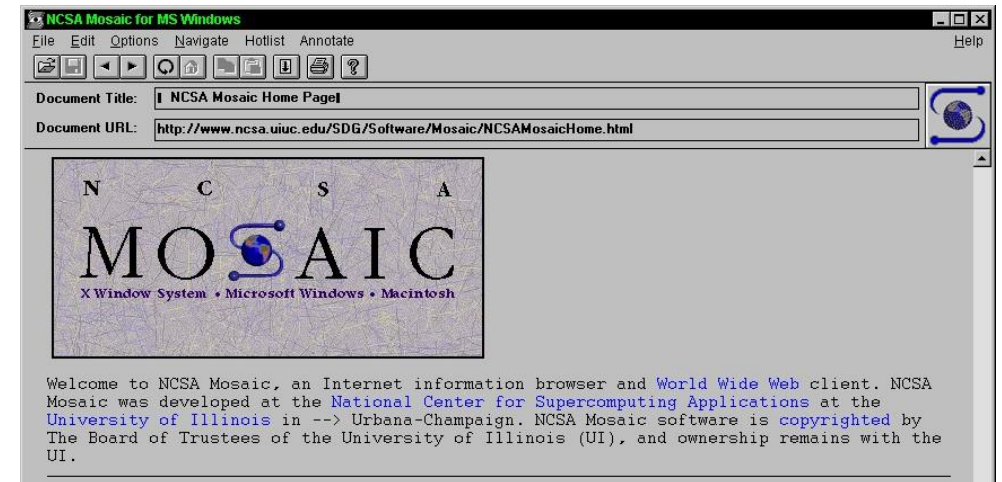 NCSA Mosaic for MS Windows
File Edit Options Navigate Hotlist Annotate Help
Document Title: NCSA Mosaic Home Page
Document URL: http://www.ncsa.uiuc.edu/SDG/Software/Mosaic/NCSAMosaicHome.html
N C S A
MOSAIC
X Window System • Microsoft Windows • Macintosh
Welcome to NCSA Mosaic, an Internet information browser and World Wide Web client. NCSA
Mosaic was developed at the National Center for Supercomputing Applications at the
University of Illinois in --> Urbana-Champaign. NCSA Mosaic software is copyrighted by
The Board of Trustees of the University of Illinois (UI), and ownership remains with the
UI.